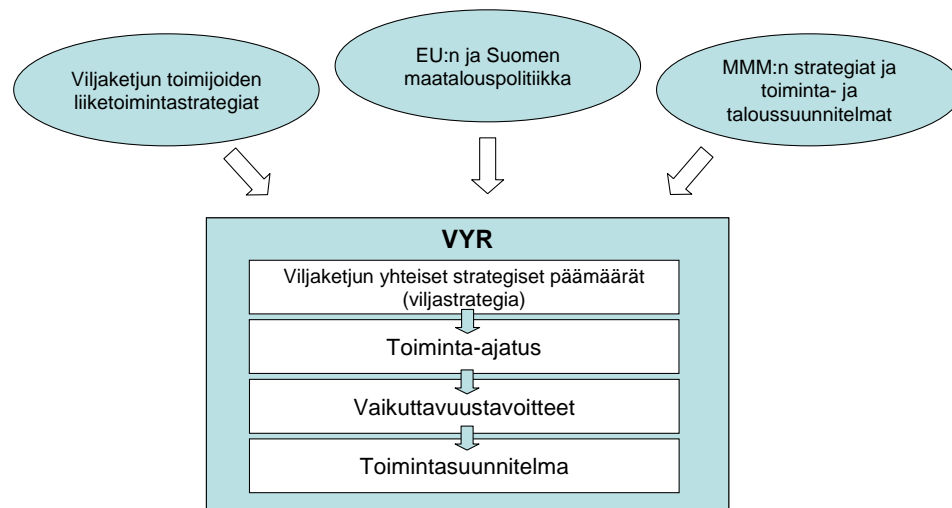 Viljaketjun toimijoiden
liiketoimintastrategiat
EU:n ja Suomen
maatalouspolitiikka
MMM:n strategiat ja
toiminta- ja
taloussuunnitelmat
VYR
Viljaketjun yhteiset strategiset päämäärät
(viljastrategia)
Toiminta-ajatus
Vaikuttavuustavoitteet
Toimintasuunnitelma